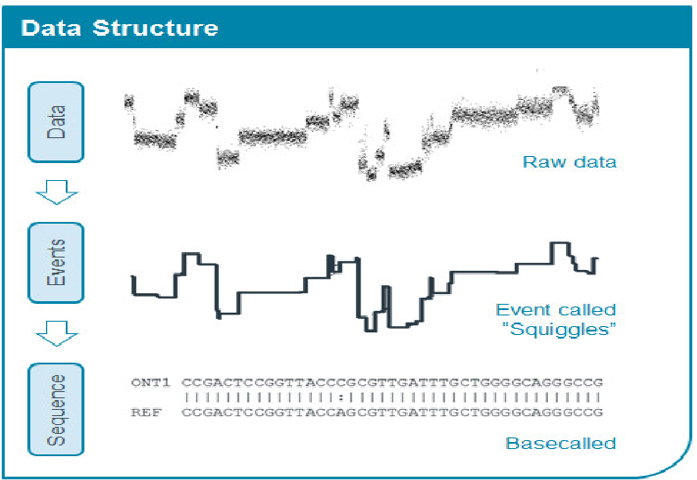 Data Structure
Data
Raw data
Events
Event called
"Squiggles"
Sequence
ONT1 CCGACTCCGGTTACCCGCGTTGATTTGCTGGGGCAGGGCCG
|||||||||||||||:|||||||||||||||||||||||||
REF CCGACTCCGGTTACCAGCGTTGATTTGCTGGGGCAGGGCCG
Basecalled